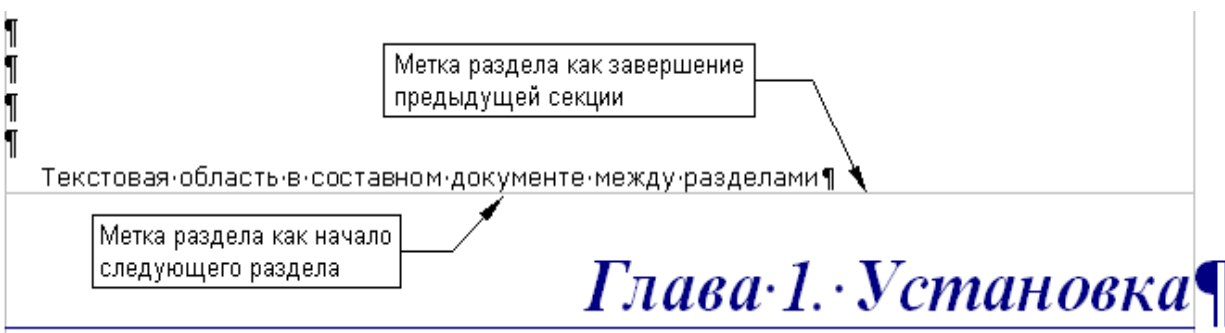 ¶
¶
¶
¶
Метка раздела как завершение
предыдущей секции
Текстовая·область·в·составном·документе·между·разделами¶
Метка раздела как начало
следующего раздела
Глава·1.·Установка¶